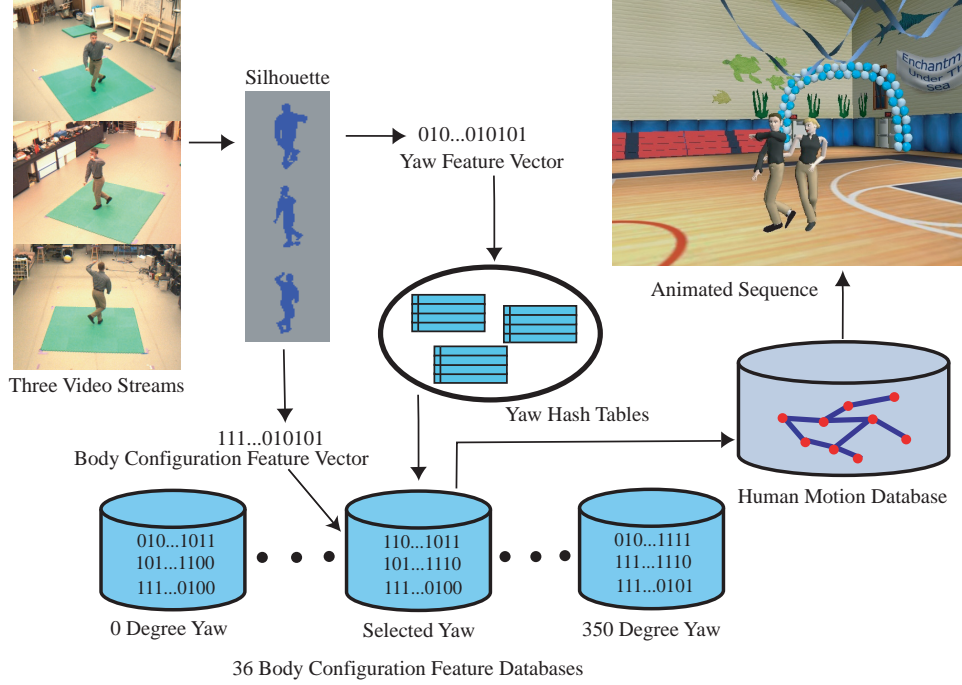 Silhouette
Enchantm
Under Th
Sea
010...010101
Yaw Feature Vector
Animated Sequence
Three Video Streams
Yaw Hash Tables
111...010101
Body Configuration Feature Vector
Human Motion Database
010...1011
101...1100
111...0100
110...1011
101...1110
111...0100
010...1111
111...1110
111...0101
0 Degree Yaw
Selected Yaw
350 Degree Yaw
36 Body Configuration Feature Databases